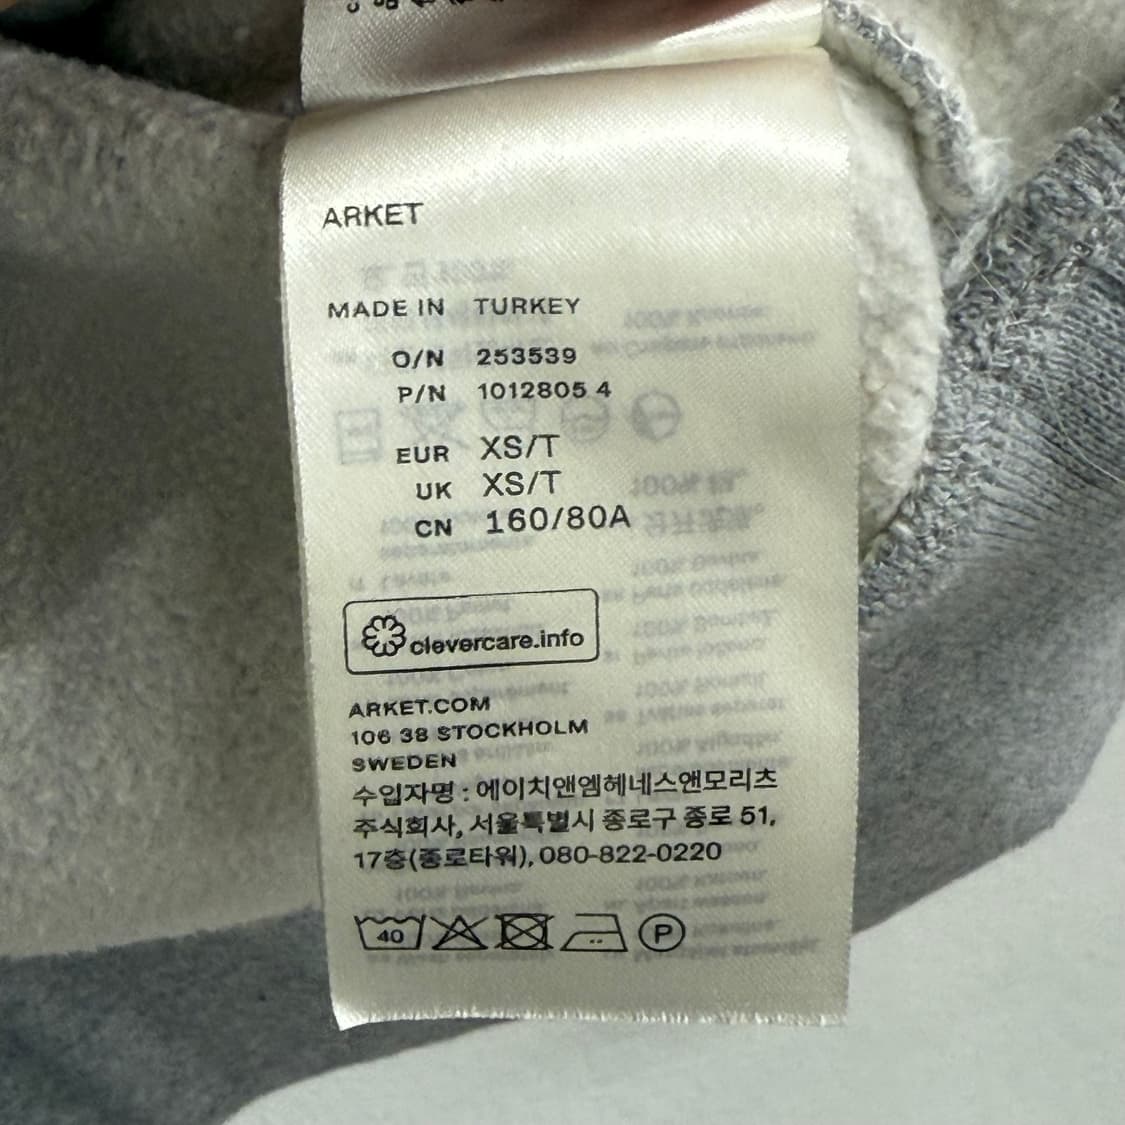 ARKET
MADE IN TURKEY
O/N 253539
P/N 1012805 4
EUR XS/T
UK XS/T
CN 160/80A
clevercare.info
ARKET.COM
106 38 STOCKHOLM
SWEDEN
수입자명 : 에이치앤엠헤네스앤모리츠
주식회사, 서울특별시 종로구 종로 51,
17층(종로타워), 080-822-0220
40 P